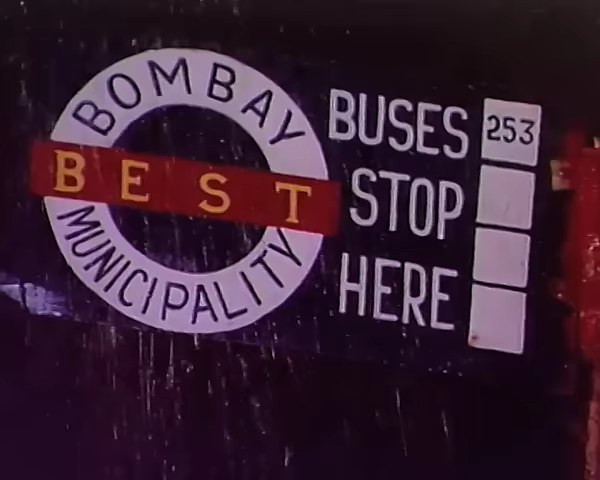 BOMBAY
BEST
MUNICIPALITY
BUSES 253
STOP
HERE